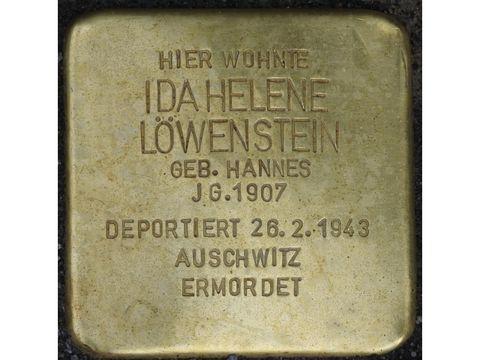 HIER WOHNTE
IDA HELENE
LÖWENSTEIN
GEB. HANNES
JG. 1907
DEPORTIERT 26.2.1943
AUSCHWITZ
ERMORDET